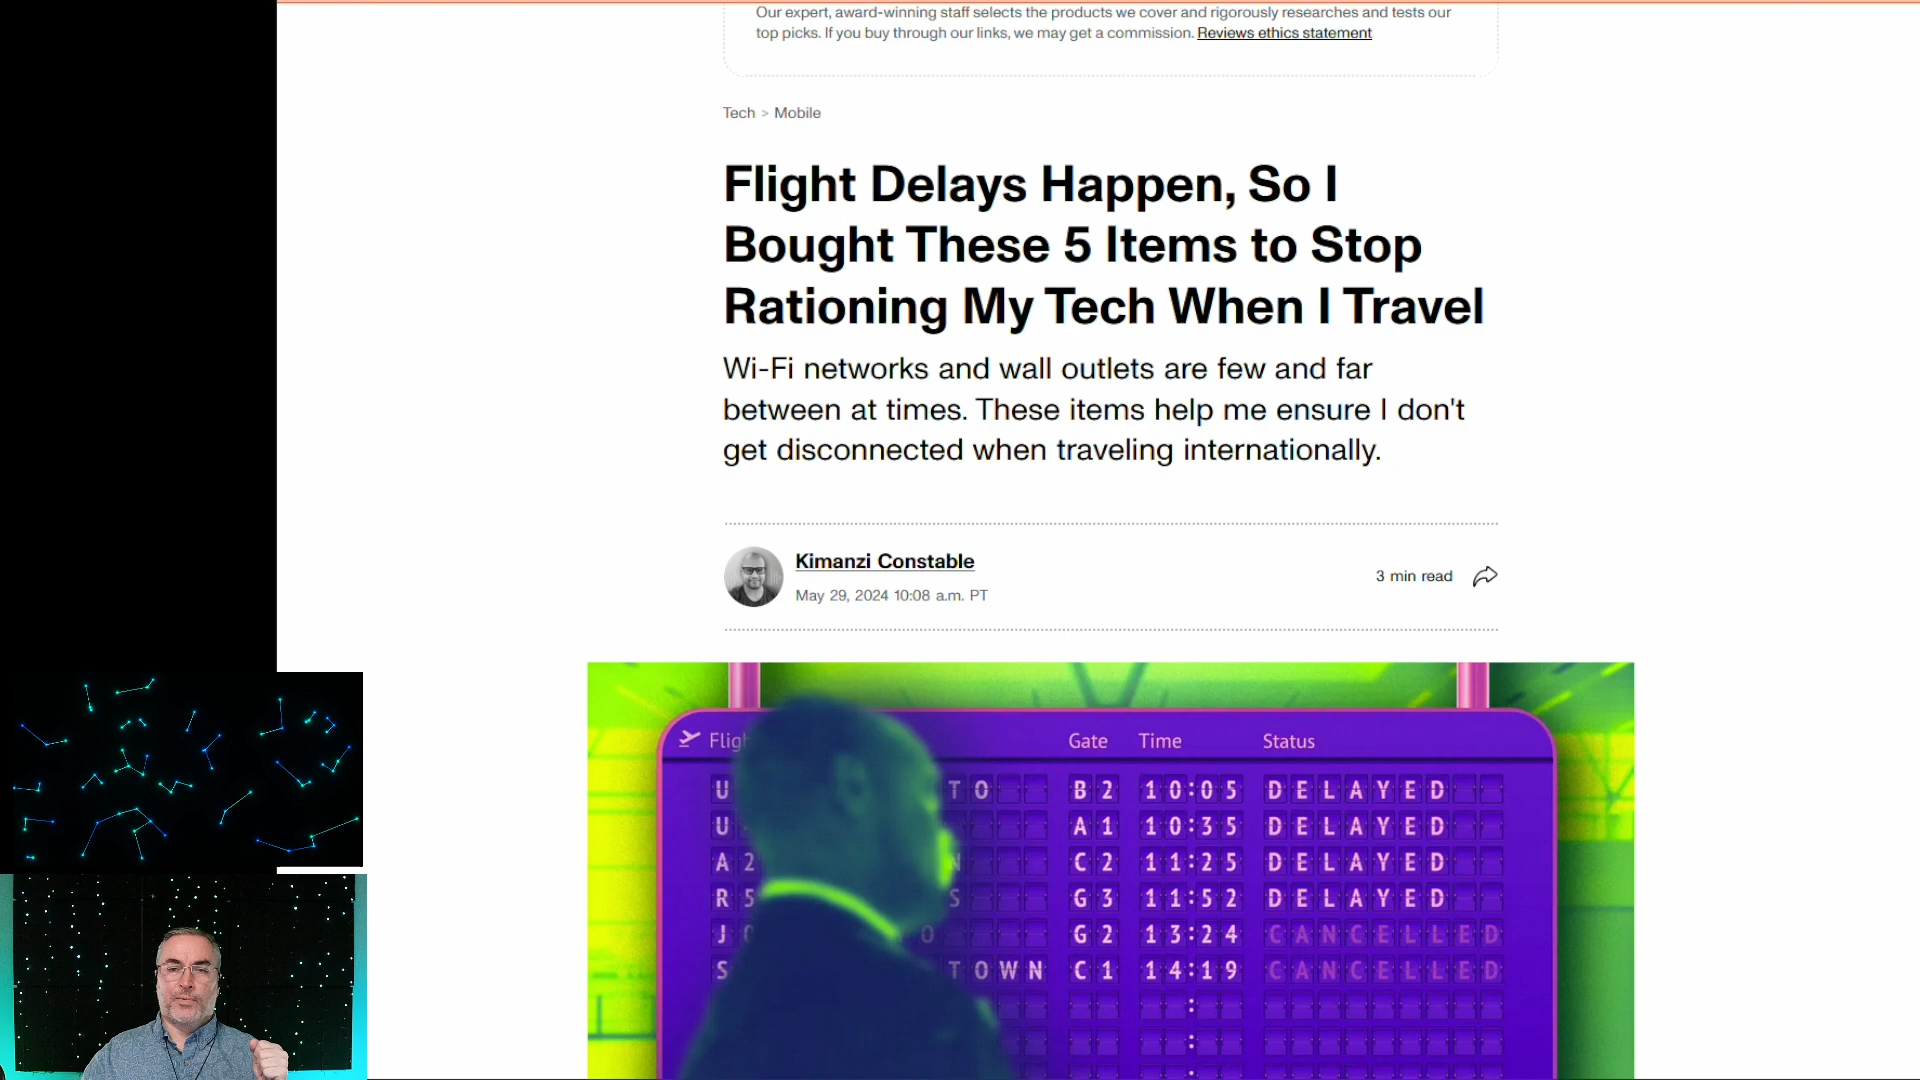 Our expert, award-winning staff selects the products we cover and rigorously researches and tests our
top picks. If you buy through our links, we may get a commission. Reviews ethics statement
Tech > Mobile
Flight Delays Happen, So I
Bought These 5 Items to Stop
Rationing My Tech When I Travel
Wi-Fi networks and wall outlets are few and far
between at times. These items help me ensure I don't
get disconnected when traveling internationally.
Kimanzi Constable
3 min read
May 29, 2024 10:08 a.m. PT
Gate Time Status
TO B2 10:05 DELAYED
A1 10:35 DELAYED
C2 11:25 DELAYED
G3 11:52 DELAYED
G2 13:24 CANCELLED
TOWN C1 14:19 CANCELLED